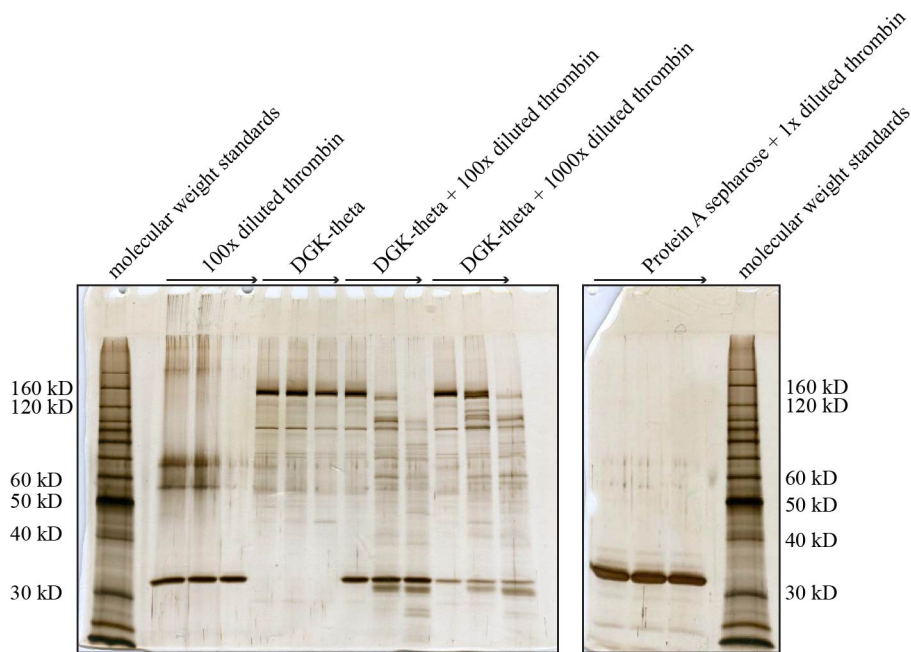 molecular weight standards
100x diluted thrombin
DGK-theta
DGK-theta + 100x diluted thrombin
DGK-theta + 1000x diluted thrombin
Protein A sepharose + 1x diluted thrombin
molecular weight standards
160 kD
120 kD
60 kD
50 kD
40 kD
30 kD
160 kD
120 kD
60 kD
50 kD
40 kD
30 kD